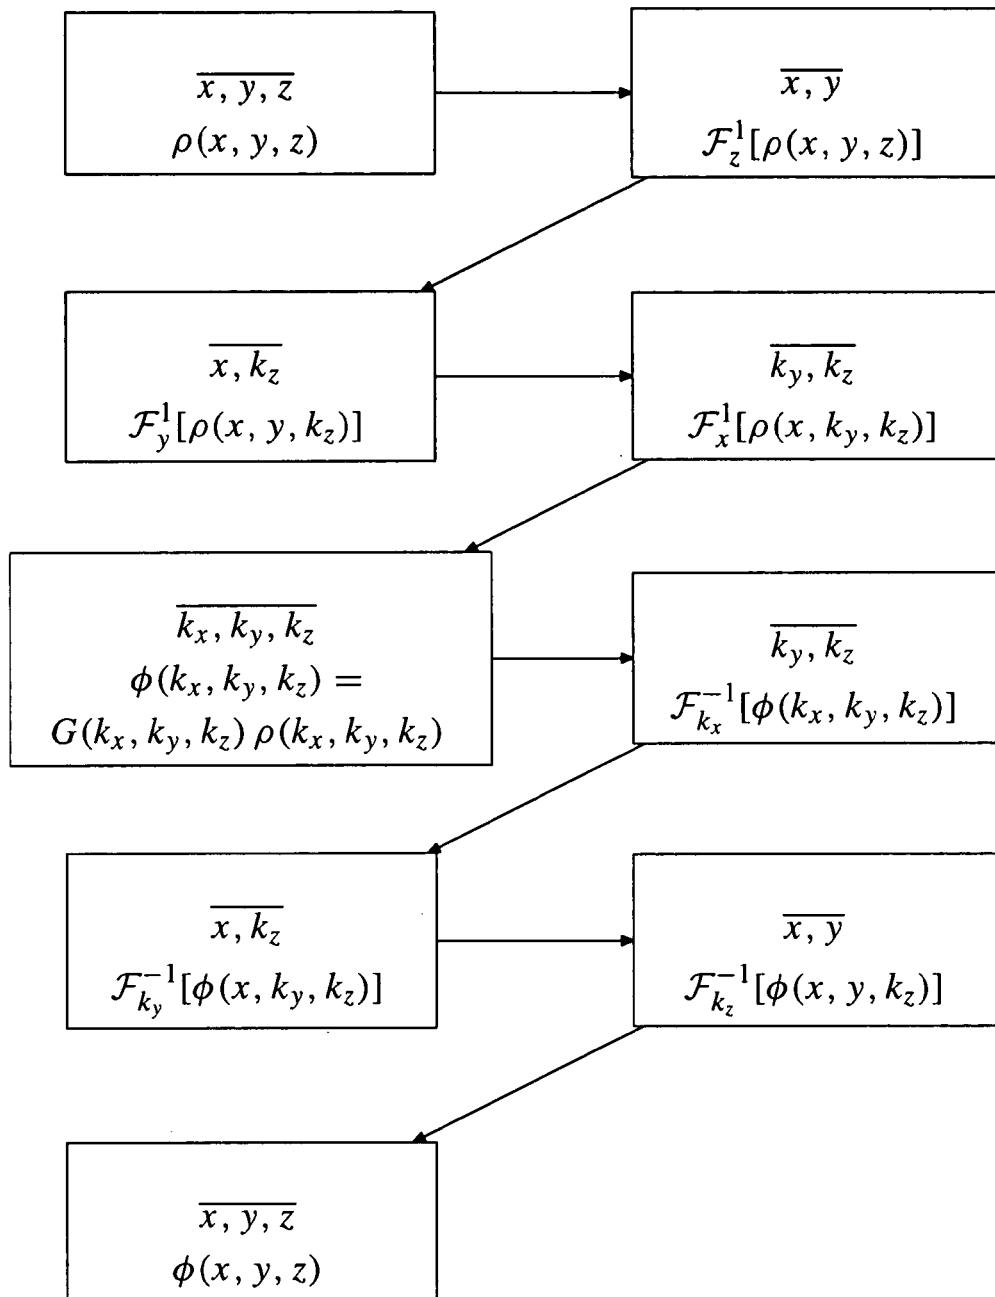 x, y, z
ρ(x, y, z)
x, y
ℱ_z^1[ρ(x, y, z)]
x, k_z
ℱ_y^1[ρ(x, y, k_z)]
k_y, k_z
ℱ_x^1[ρ(x, k_y, k_z)]
k_x, k_y, k_z
ϕ(k_x, k_y, k_z) =
G(k_x, k_y, k_z) ρ(k_x, k_y, k_z)
k_y, k_z
ℱ_{k_x}^{-1}[ϕ(k_x, k_y, k_z)]
x, k_z
ℱ_{k_y}^{-1}[ϕ(x, k_y, k_z)]
x, y
ℱ_{k_z}^{-1}[ϕ(x, y, k_z)]
x, y, z
ϕ(x, y, z)